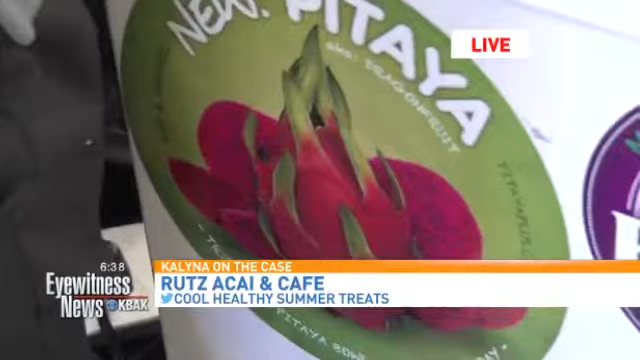 NEW!
PITAYA
AKA: DRAGONFRUIT
LIVE
KALYNA ON THE CASE
RUTZ ACAI & CAFE
COOL HEALTHY SUMMER TREATS
6:38
Eyewitness
News KBAK
PITAYA